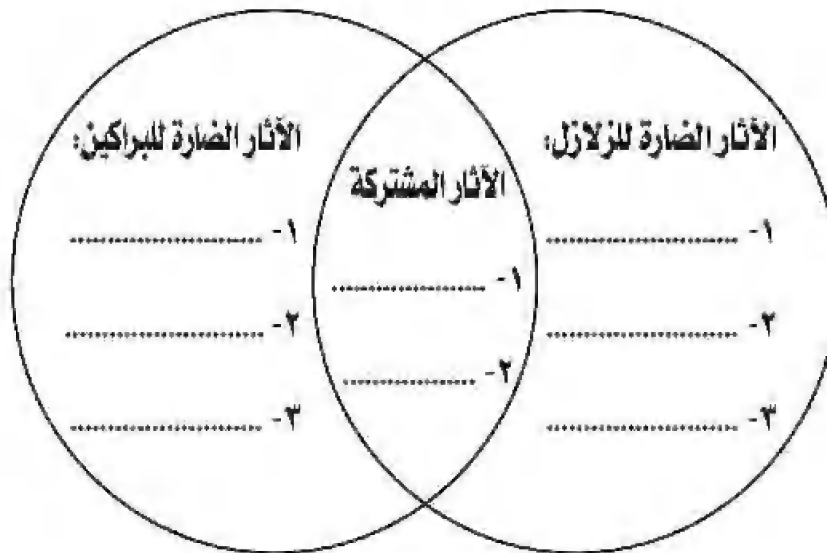 الآثار الضارة للزلازل:
١- ........................
٢- ........................
٣- ........................
الآثار المشتركة
١- ...................
٢- ................
الآثار الضارة للبراكين:
١- ........................
٢- ........................
٣- ........................